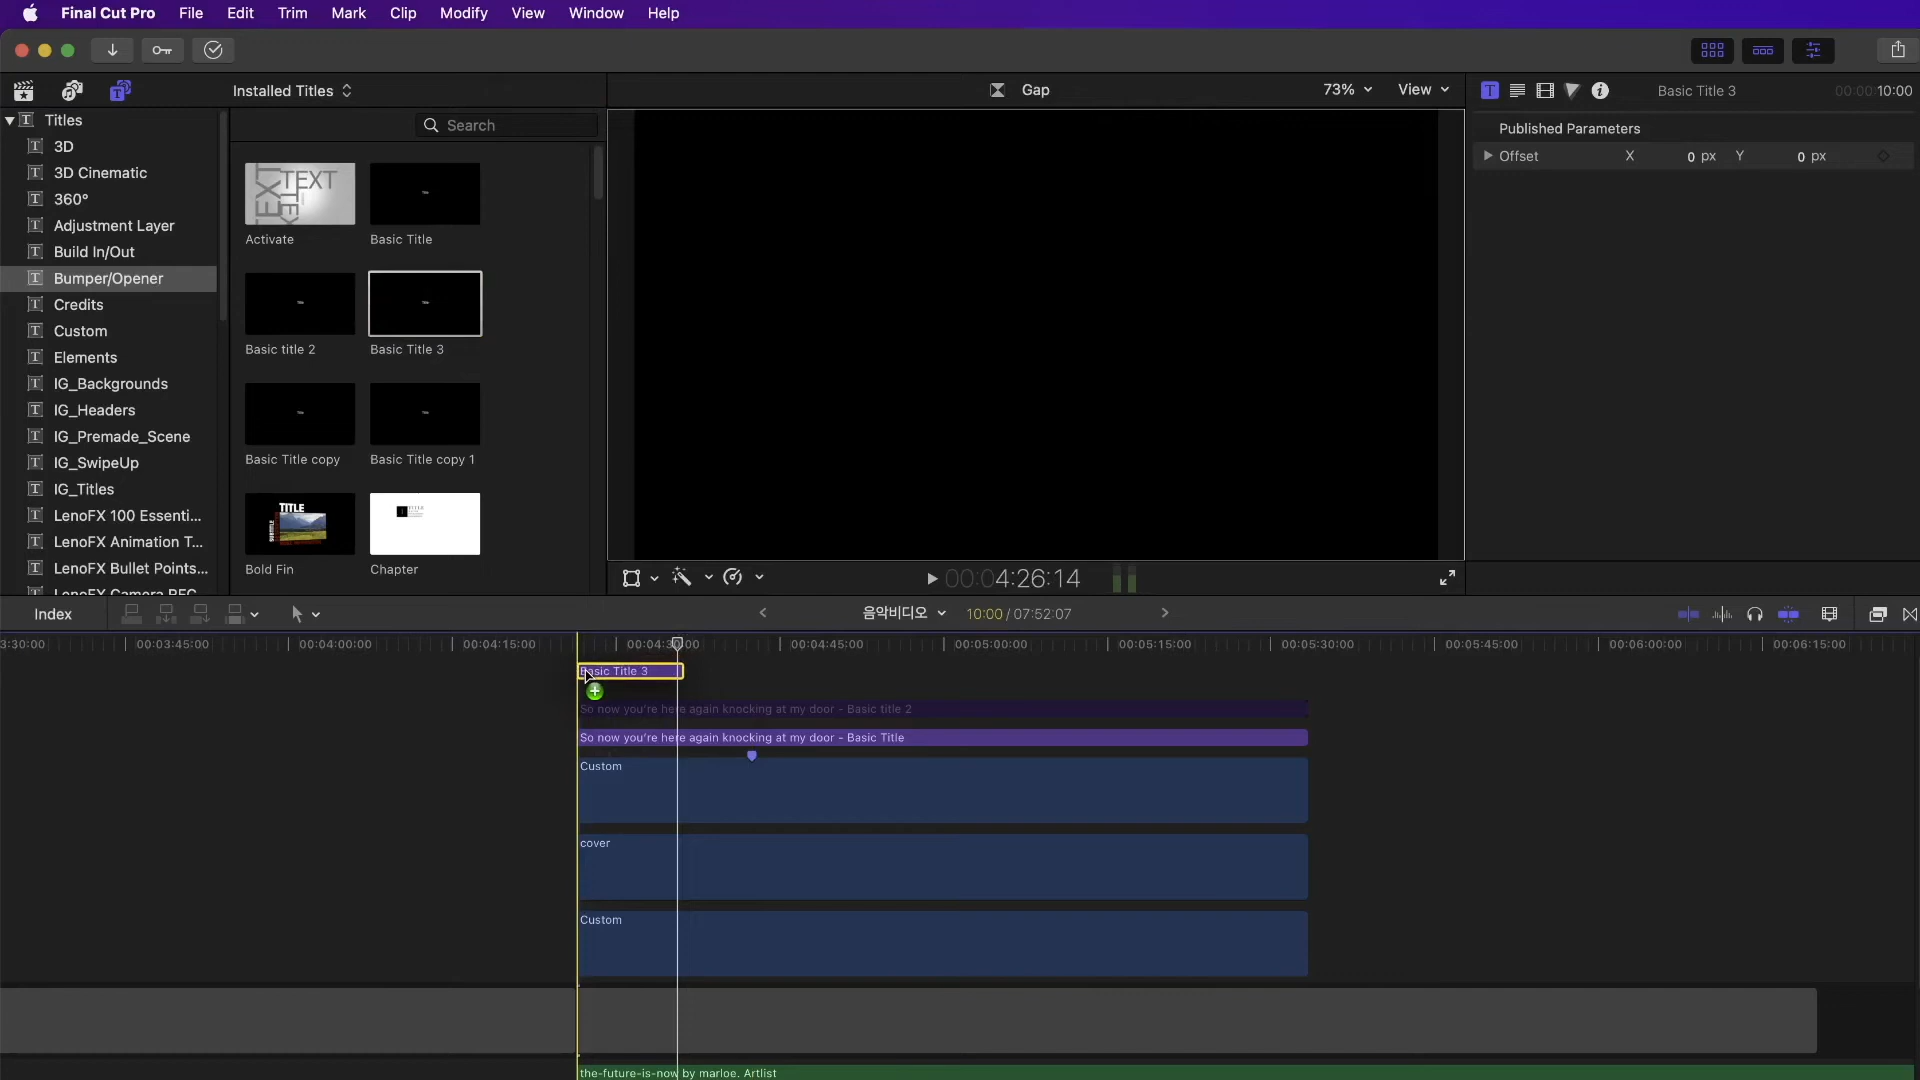 Final Cut Pro File Edit Trim Mark Clip Modify View Window Help
Installed Titles
Gap
73%
View
Basic Title 3
00:00:10:00
Titles
3D
3D Cinematic
360°
Adjustment Layer
Build In/Out
Bumper/Opener
Credits
Custom
Elements
IG_Backgrounds
IG_Headers
IG_Premade_Scene
IG_SwipeUp
IG_Titles
LenoFX 100 Essenti...
LenoFX Animation T...
LenoFX Bullet Points...
LenoFX Camera REC
Search
TEXT
TEXT
Activate
Basic Title
Basic title 2
Basic Title 3
Basic Title copy
Basic Title copy 1
TITLE
SUBTITLE
Bold Fin
TITLE
Chapter
Published Parameters
Offset X 0 px Y 0 px
00:04:26:14
Index
음악비디오
10:00 / 07:52:07
3:30:00 00:03:45:00 00:04:00:00 00:04:15:00 00:04:30:00 00:04:45:00 00:05:00:00 00:05:15:00 00:05:30:00 00:05:45:00 00:06:00:00 00:06:15:00
Basic Title 3
So now you're here again knocking at my door - Basic title 2
So now you're here again knocking at my door - Basic Title
Custom
cover
Custom
the-future-is-now by marloe. Artlist